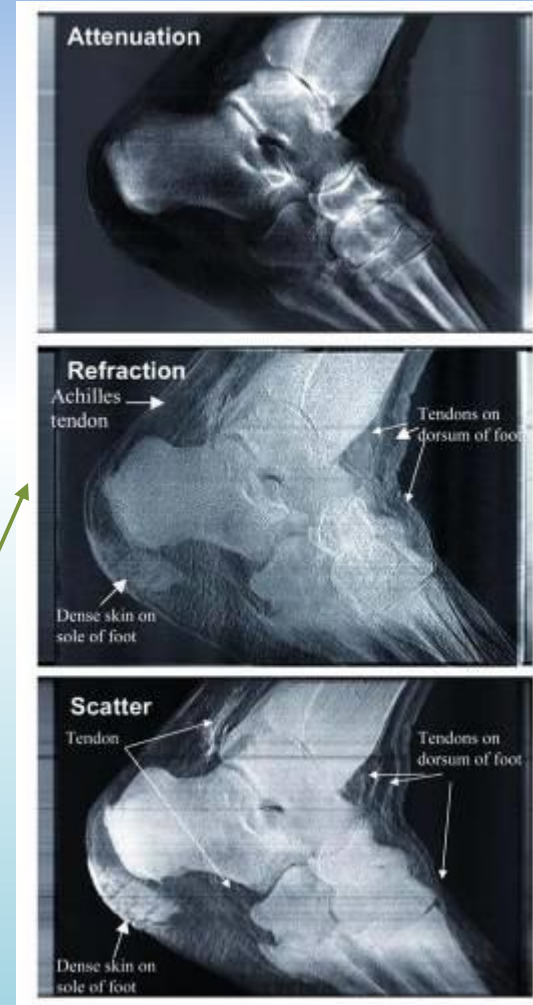 Attenuation
Refraction
Achilles
tendon
Tendons on
dorsum of foot
Dense skin on
sole of foot
Scatter
Tendon
Tendons on
dorsum of foot
Dense skin on
sole of foot